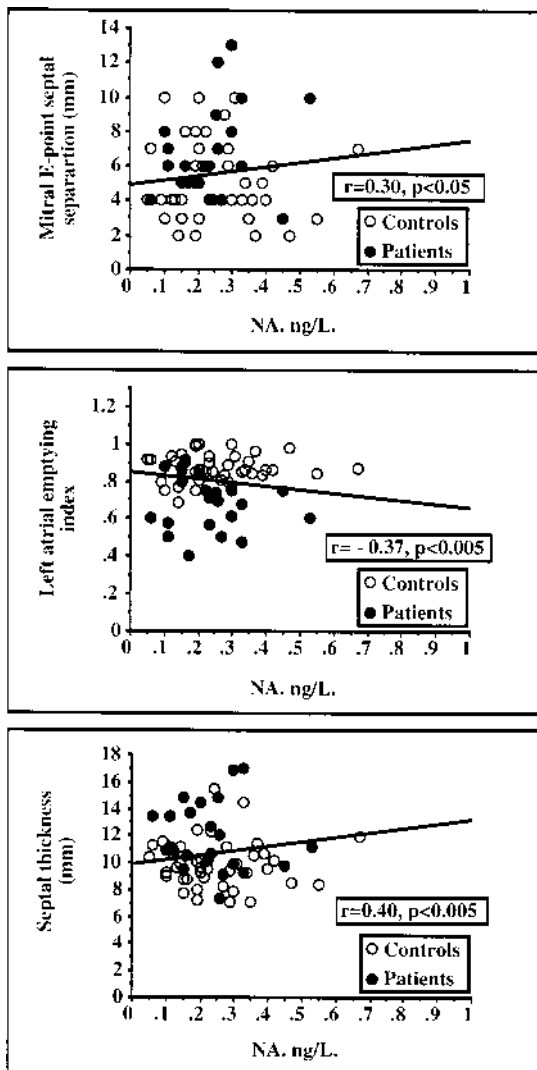 Mitral E-point septal
separartion (mm)
14
12
10
8
6
4
2
0
r=0.30, p<0.05
Controls
Patients
0 .1 .2 .3 .4 .5 .6 .7 .8 .9 1
NA. ng/L.
Left atrial emptying
index
1.2
1
.8
.6
.4
.2
0
r= - 0.37, p<0.005
Controls
Patients
0 .1 .2 .3 .4 .5 .6 .7 .8 .9 1
NA. ng/L.
Septal thickness
(mm)
18
16
14
12
10
8
6
4
2
0
r=0.40, p<0.005
Controls
Patients
0 .1 .2 .3 .4 .5 .6 .7 .8 .9 1
NA. ng/L.